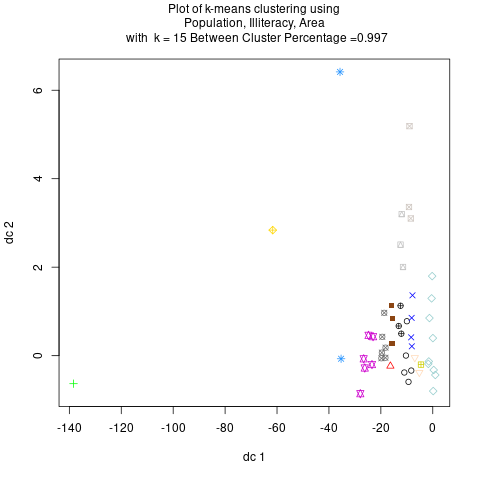 Plot of k-means clustering using
Population, Illiteracy, Area
with k = 15 Between Cluster Percentage =0.997
6
4
2
0
dc 2
-140 -120 -100 -80 -60 -40 -20 0
dc 1